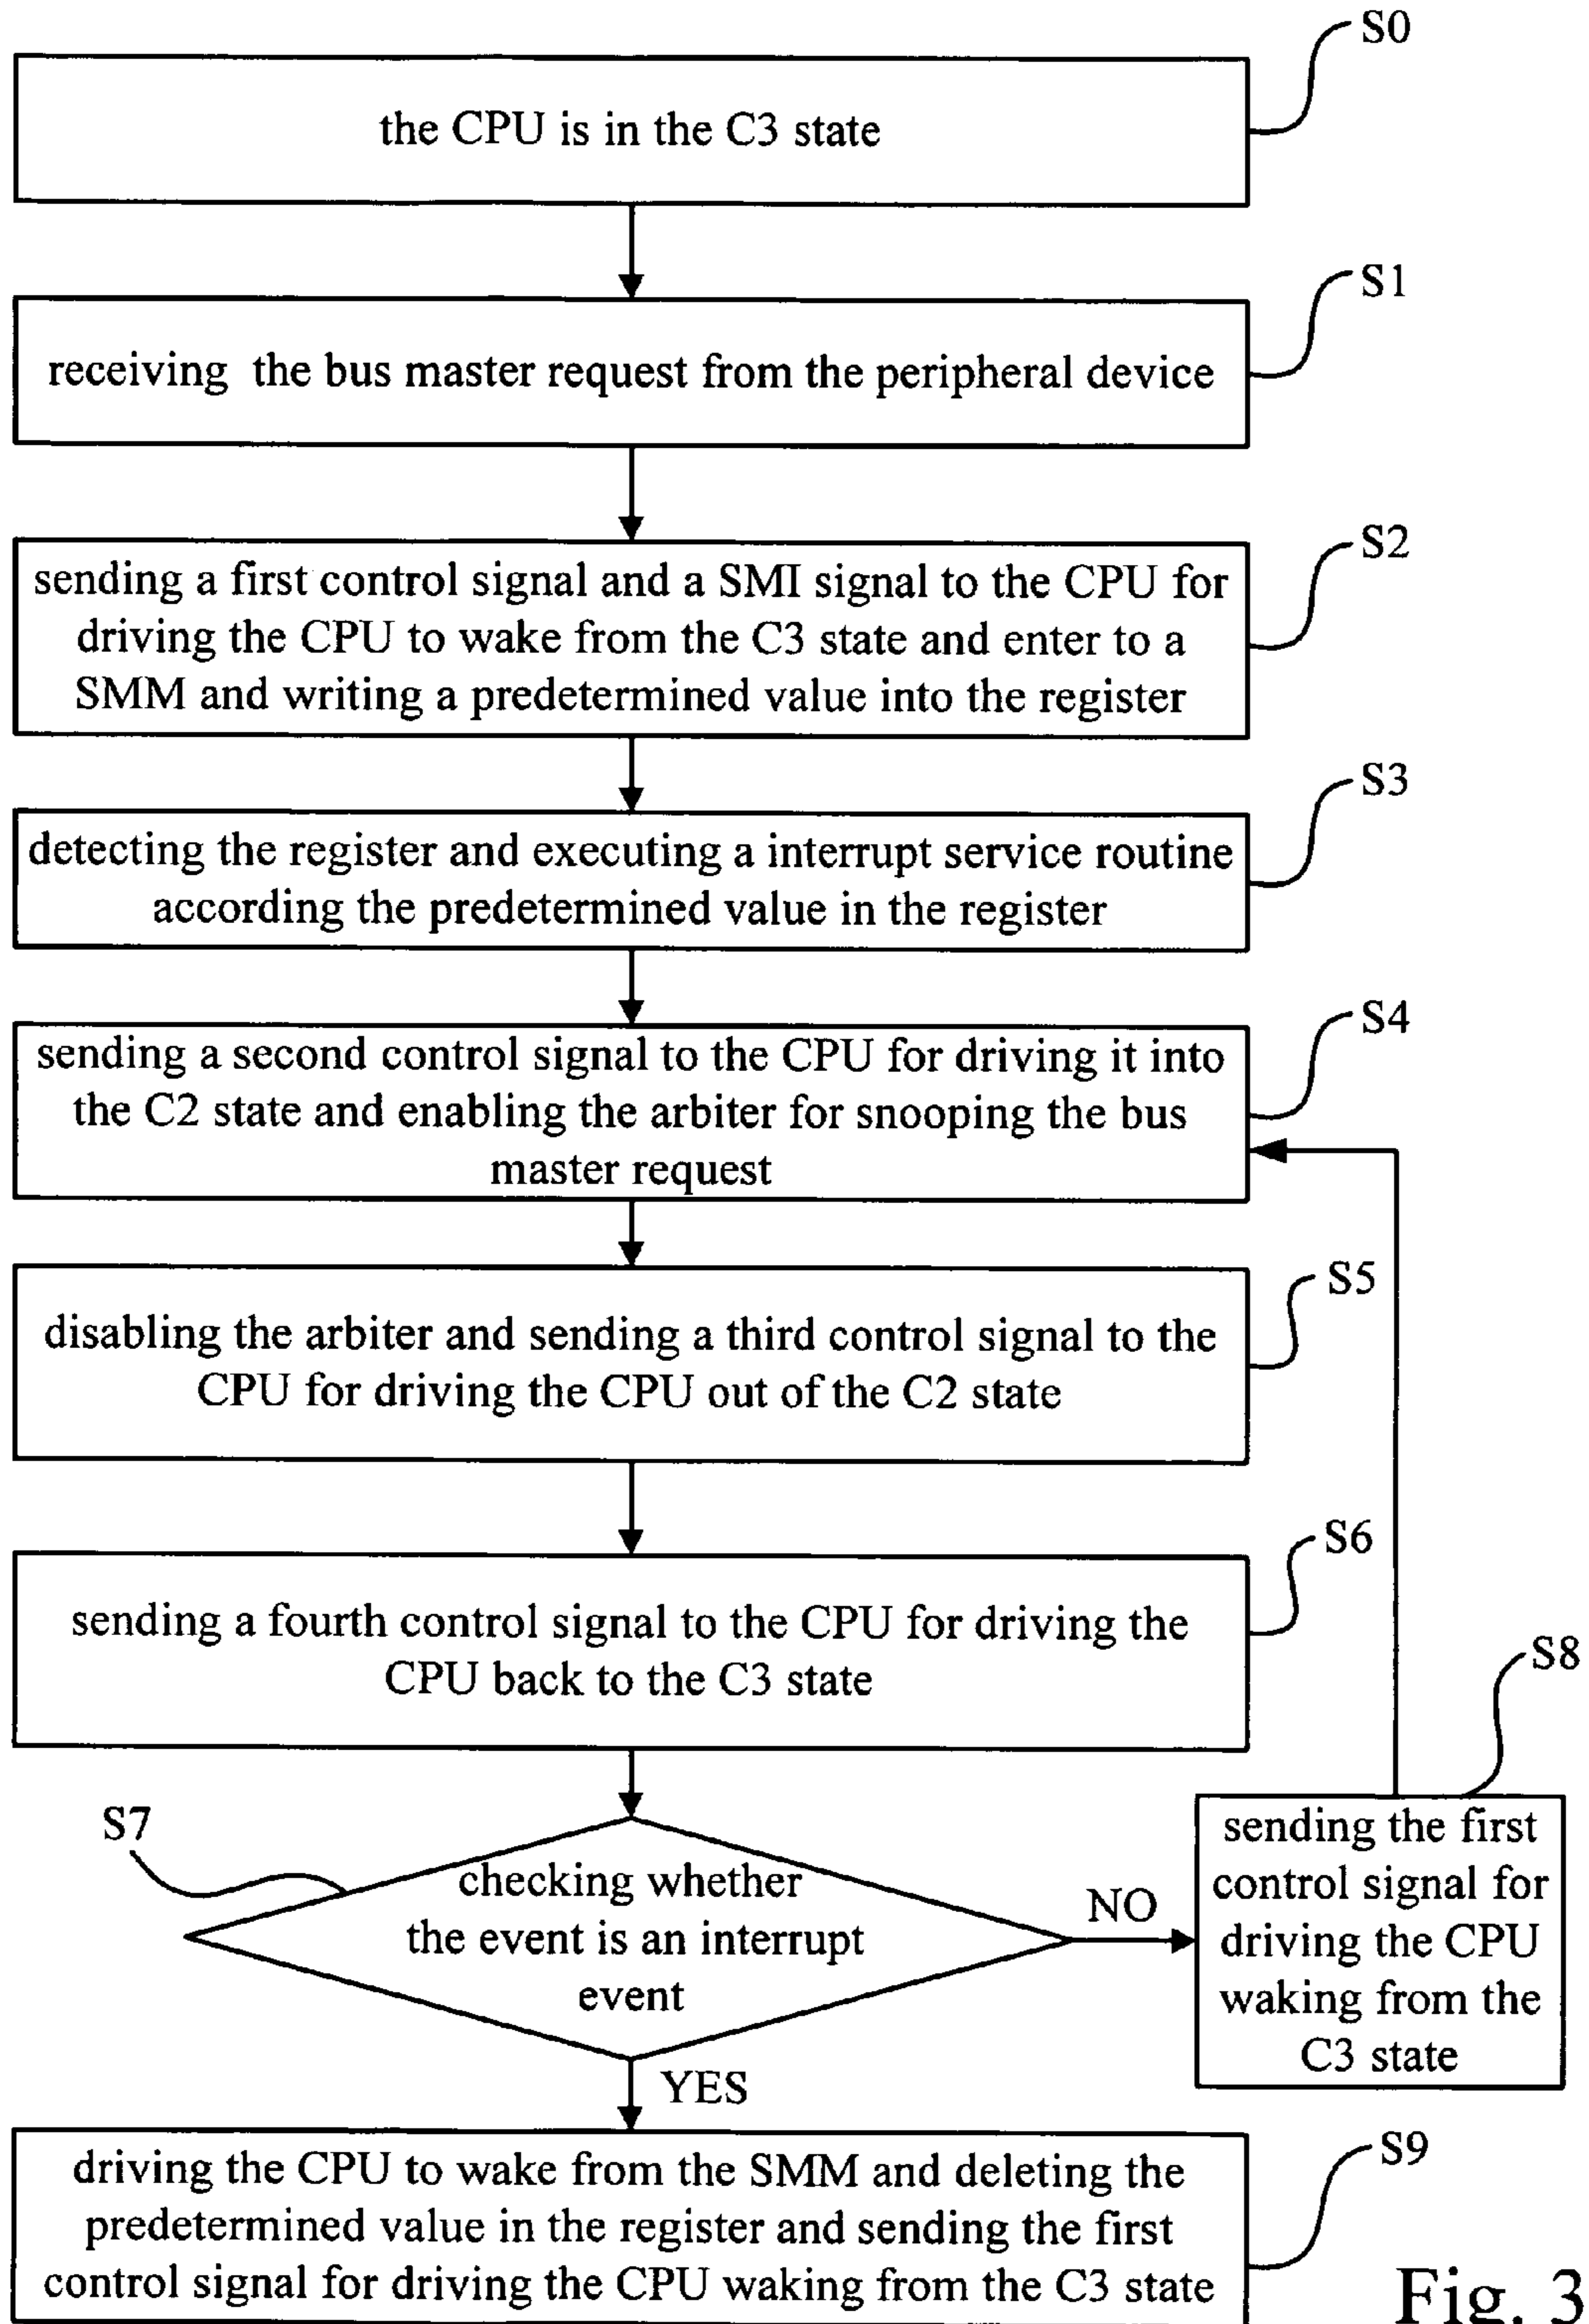 S0
the CPU is in the C3 state
S1
receiving the bus master request from the peripheral device
S2
sending a first control signal and a SMI signal to the CPU for
driving the CPU to wake from the C3 state and enter to a
SMM and writing a predetermined value into the register
S3
detecting the register and executing a interrupt service routine
according the predetermined value in the register
S4
sending a second control signal to the CPU for driving it into
the C2 state and enabling the arbiter for snooping the bus
master request
S5
disabling the arbiter and sending a third control signal to the
CPU for driving the CPU out of the C2 state
S6
sending a fourth control signal to the CPU for driving the
CPU back to the C3 state
S7
checking whether
the event is an interrupt
event
NO
S8
sending the first
control signal for
driving the CPU
waking from the
C3 state
YES
S9
driving the CPU to wake from the SMM and deleting the
predetermined value in the register and sending the first
control signal for driving the CPU waking from the C3 state
Fig. 3